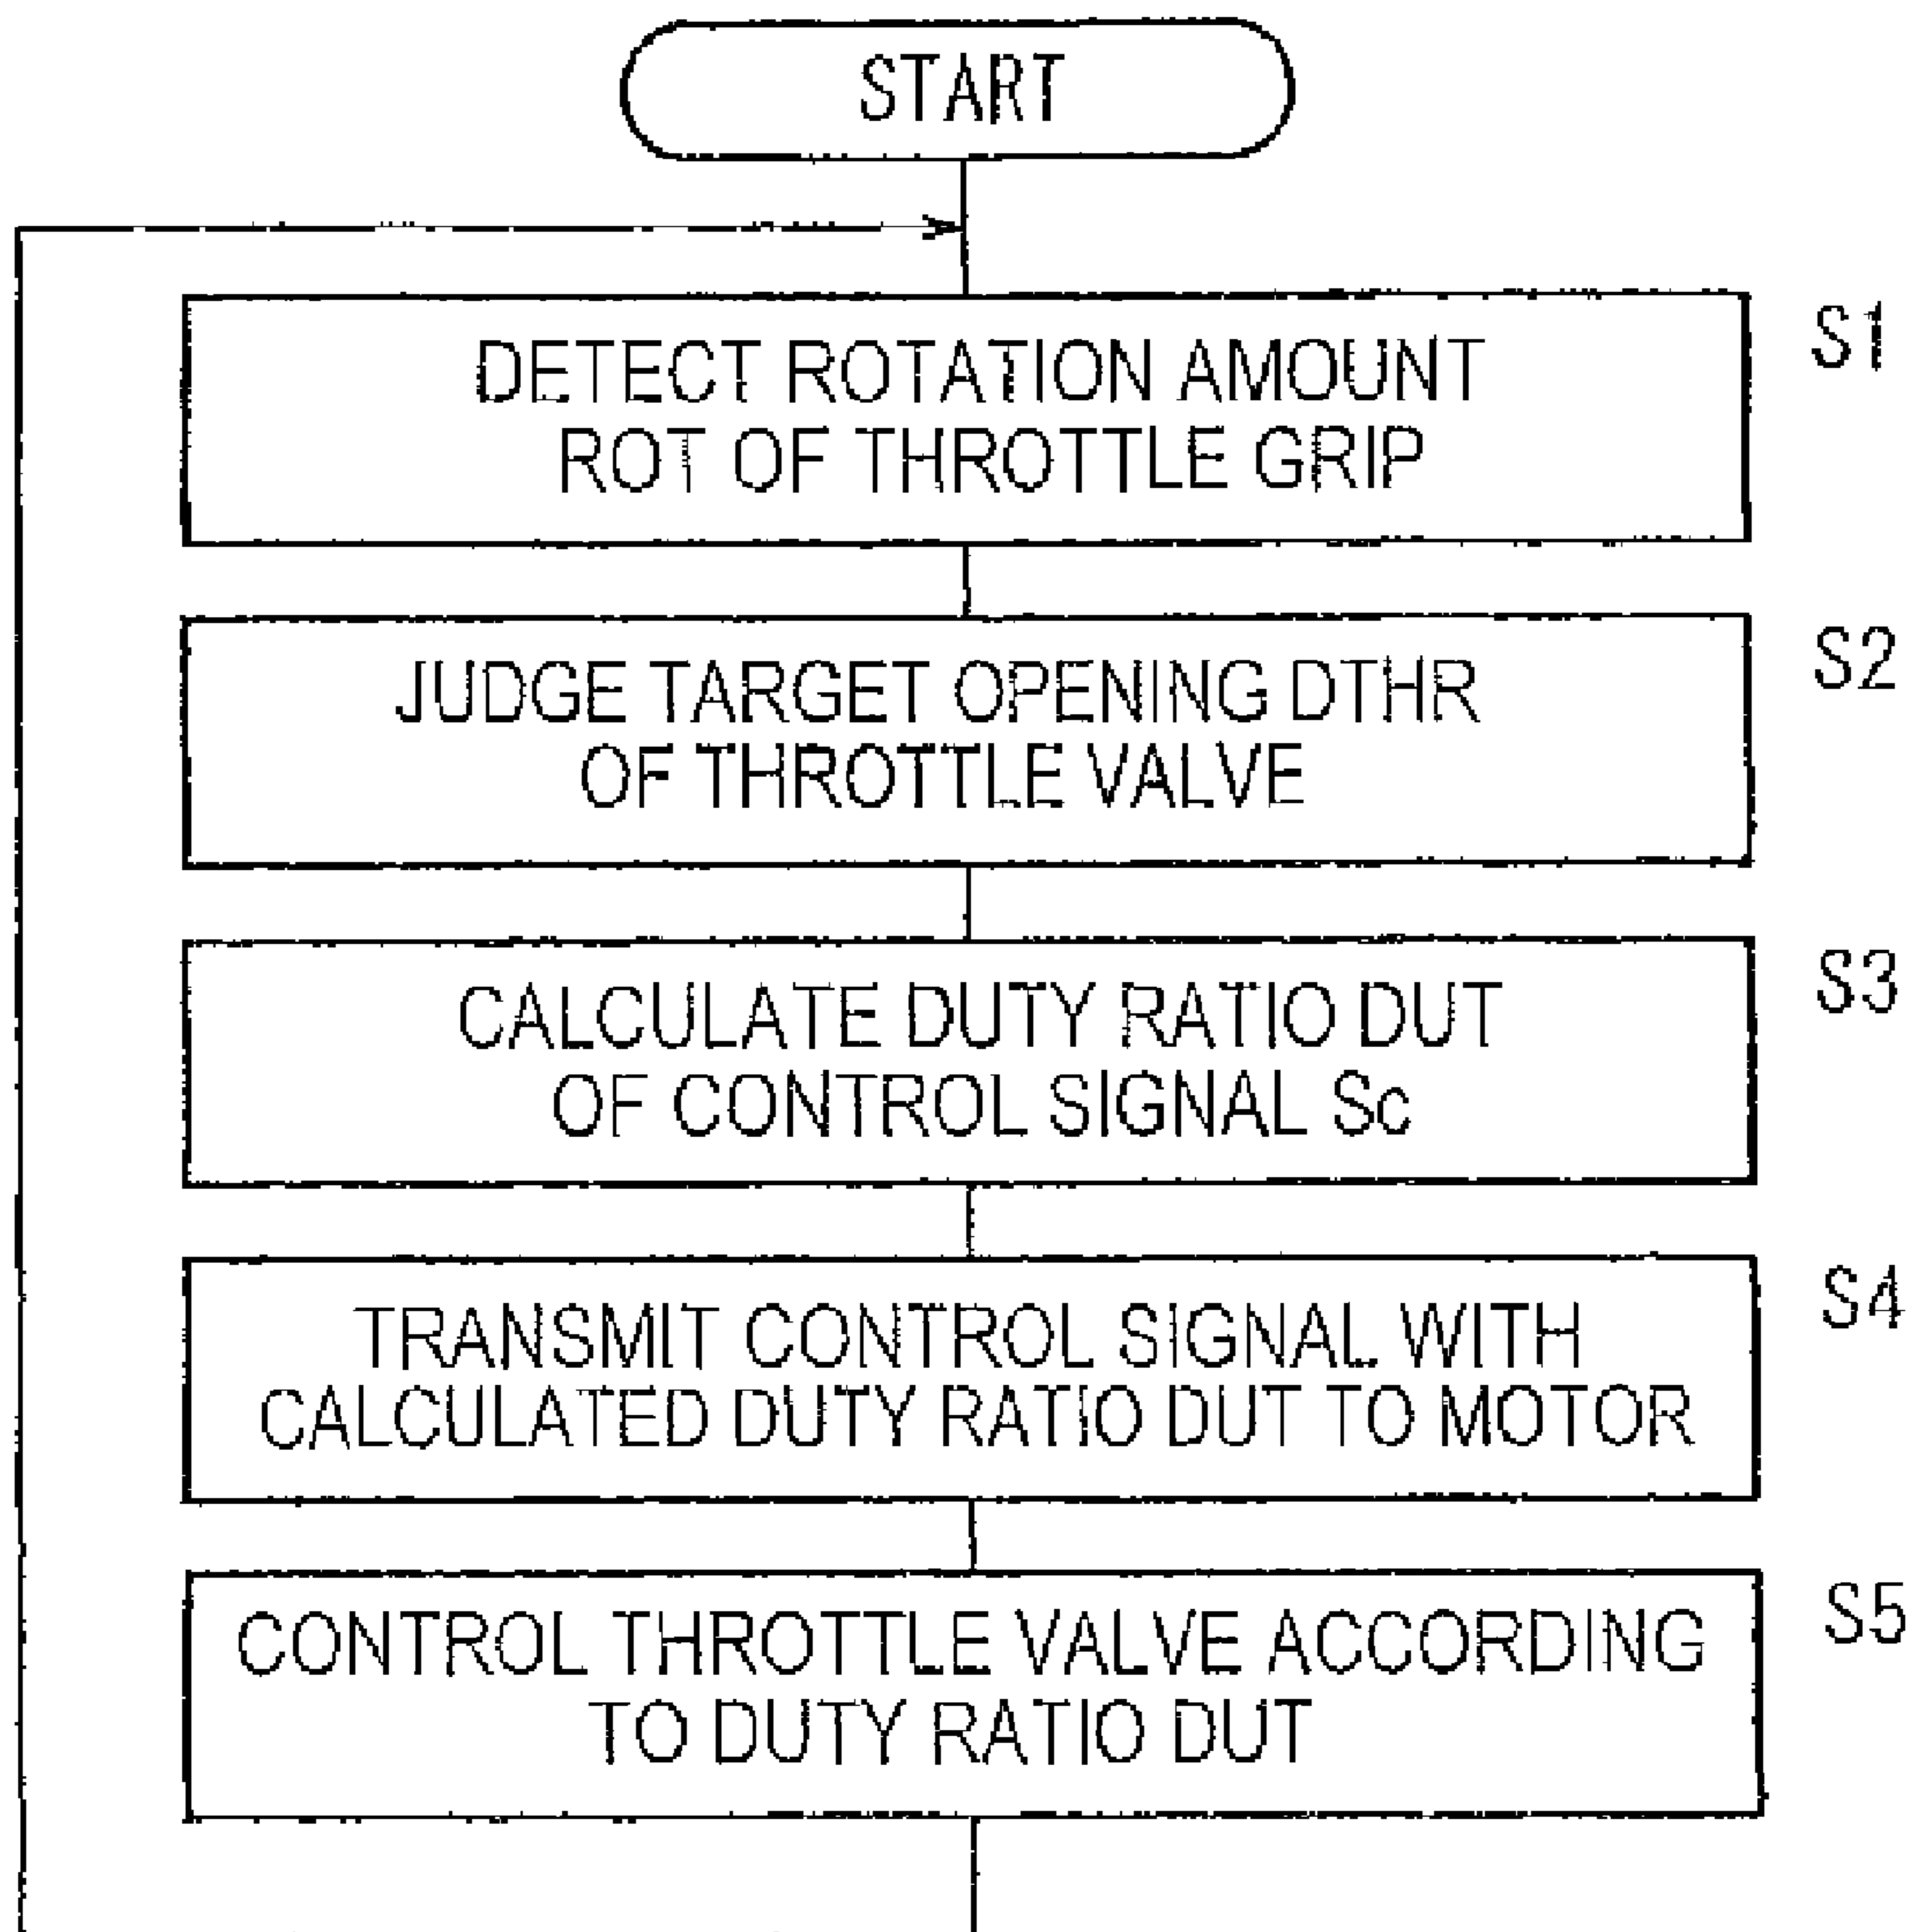 START
DETECT ROTATION AMOUNT
ROT OF THROTTLE GRIP
S1
JUDGE TARGET OPENING DTHR
OF THROTTLE VALVE
S2
CALCULATE DUTY RATIO DUT
OF CONTROL SIGNAL Sc
S3
TRANSMIT CONTROL SIGNAL WITH
CALCULATED DUTY RATIO DUT TO MOTOR
S4
CONTROL THROTTLE VALVE ACCORDING
TO DUTY RATIO DUT
S5